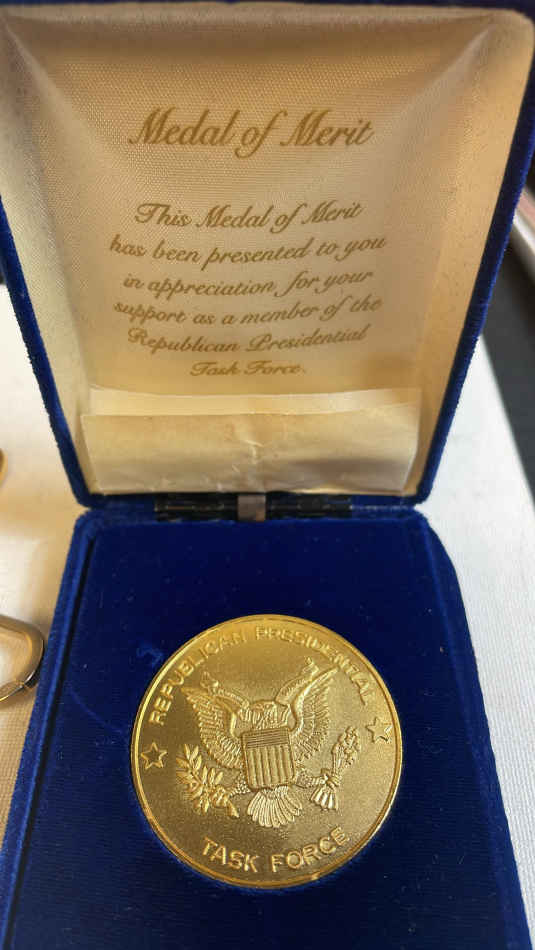 Medal of Merit
This Medal of Merit
has been presented to you
in appreciation for your
support as a member of the
Republican Presidential
Task Force.
REPUBLICAN PRESIDENTIAL
TASK FORCE